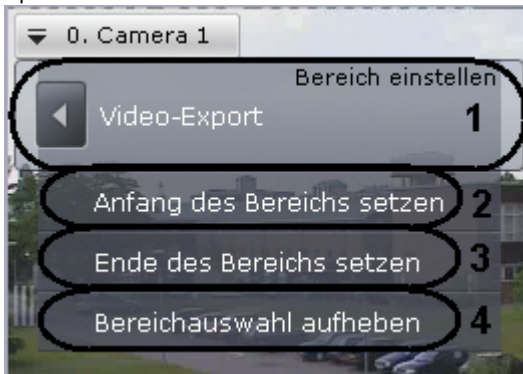 0. Camera 1
Bereich einstellen
Video-Export 1
Anfang des Bereichs setzen 2
Ende des Bereichs setzen 3
Bereichauswahl aufheben 4